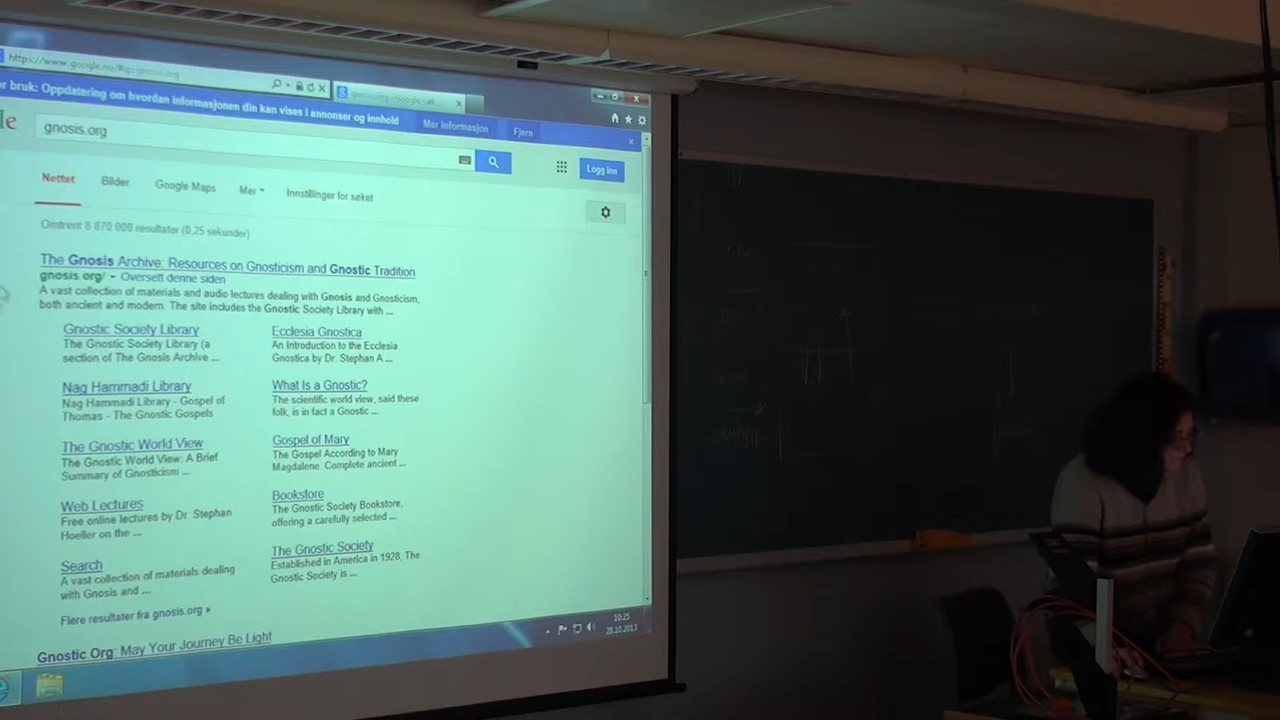 http://www.google.no/#q=gnosis.org
gnosis.org - Google-søk
r bruk: Oppdatering om hvordan informasjonen din kan vises i annonser og innhold
Mer informasjon
Fjern
le
gnosis.org
Logg inn
Nettet
Bilder
Google Maps
Mer
Innstillinger for søket
Omtrent 8 870 000 resultater (0,25 sekunder)
The Gnosis Archive: Resources on Gnosticism and Gnostic Tradition
gnosis.org/ - Oversett denne siden
A vast collection of materials and audio lectures dealing with Gnosis and Gnosticism,
both ancient and modern. The site includes the Gnostic Society Library with ...
Gnostic Society Library
The Gnostic Society Library (a
section of The Gnosis Archive ...
Ecclesia Gnostica
An Introduction to the Ecclesia
Gnostica by Dr. Stephan A ...
Nag Hammadi Library
Nag Hammadi Library - Gospel of
Thomas - The Gnostic Gospels
What Is a Gnostic?
The scientific world view, said these
folk, is in fact a Gnostic ...
The Gnostic World View
The Gnostic World View: A Brief
Summary of Gnosticism ...
Gospel of Mary
The Gospel According to Mary
Magdalene. Complete ancient ...
Web Lectures
Free online lectures by Dr. Stephan
Hoeller on the ...
Bookstore
The Gnostic Society Bookstore,
offering a carefully selected ...
Search
A vast collection of materials dealing
with Gnosis and ...
The Gnostic Society
Established in America in 1928, The
Gnostic Society is ...
Flere resultater fra gnosis.org »
Gnostic Org: May Your Journey Be Light
10:25
28.10.2013